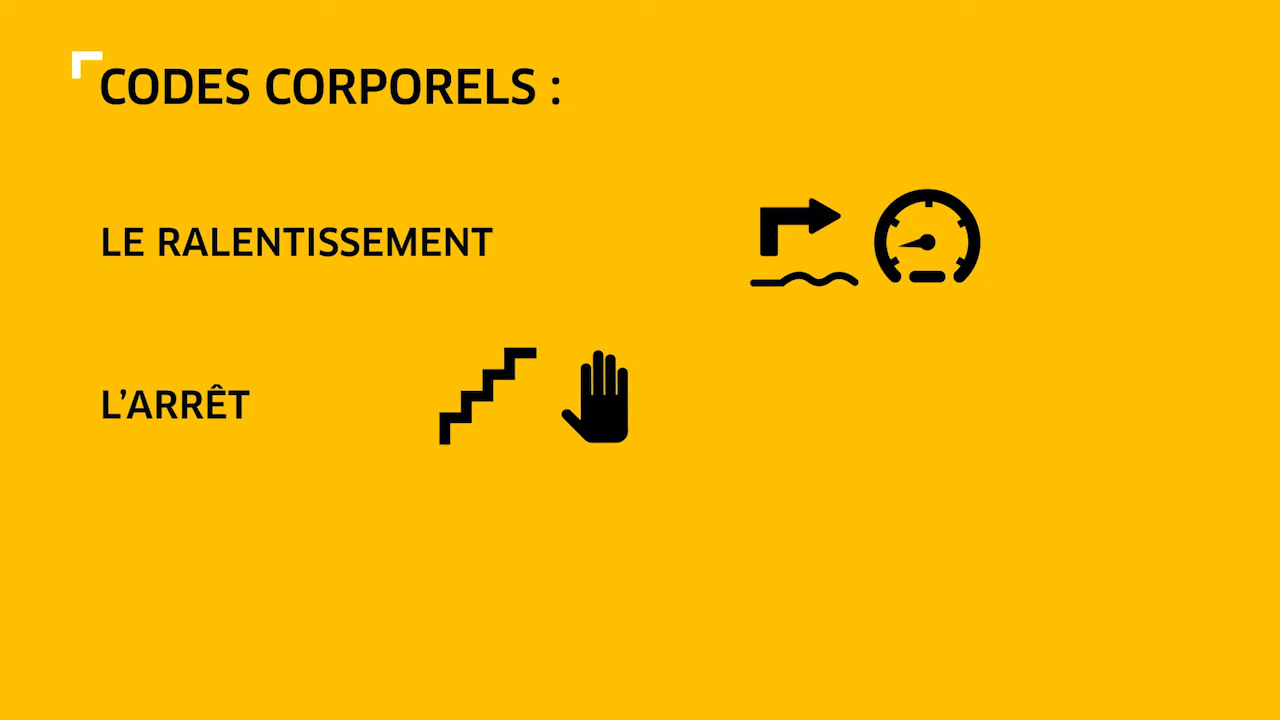 CODES CORPORELS :
LE RALENTISSEMENT
L’ARRÊT